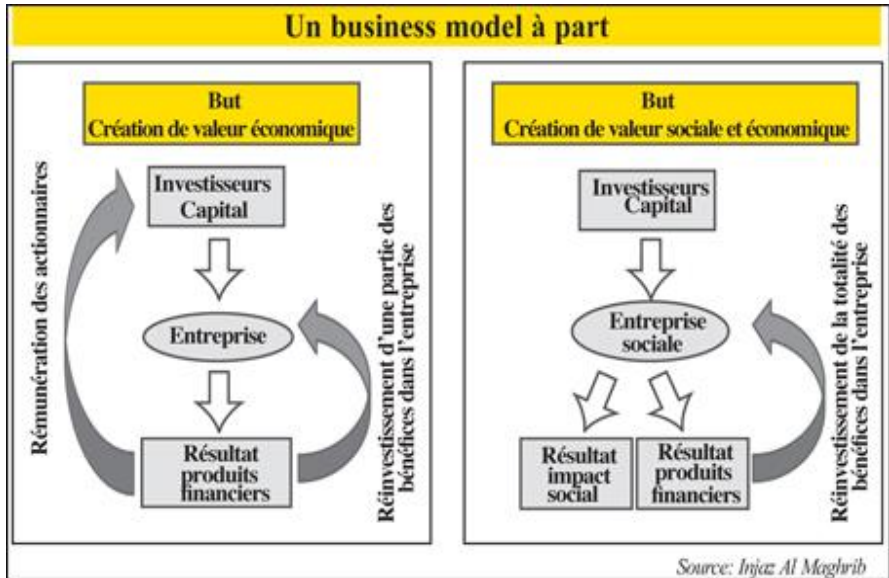 Un business model à part
But
Création de valeur économique
Investisseurs
Capital
Entreprise
Résultat
produits
financiers
Rémunération des actionnaires
Réinvestissement d'une partie des
bénéfices dans l'entreprise
But
Création de valeur sociale et économique
Investisseurs
Capital
Entreprise
sociale
Résultat
impact
social
Résultat
produits
financiers
Réinvestissement de la totalité des
bénéfices dans l'entreprise
Source: Injaz Al Maghrib